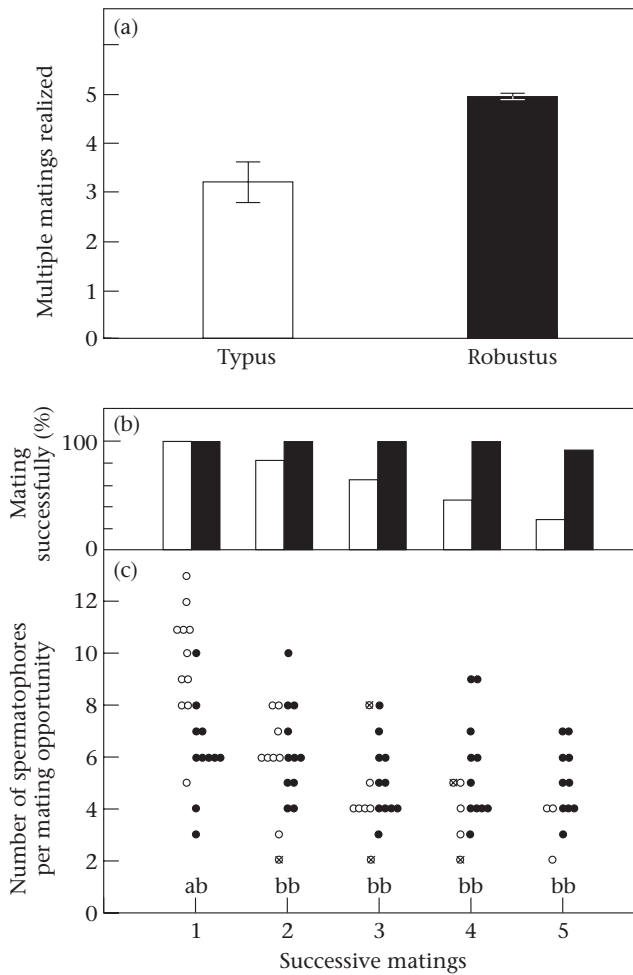 (a)
Multiple matings realized
5
4
3
2
1
0
Typus Robustus
(b)
Mating
successfully (%)
100
0
(c)
Number of spermatophores
per mating opportunity
12
10
8
6
4
2
0
ab bb bb bb bb
1 2 3 4 5
Successive matings